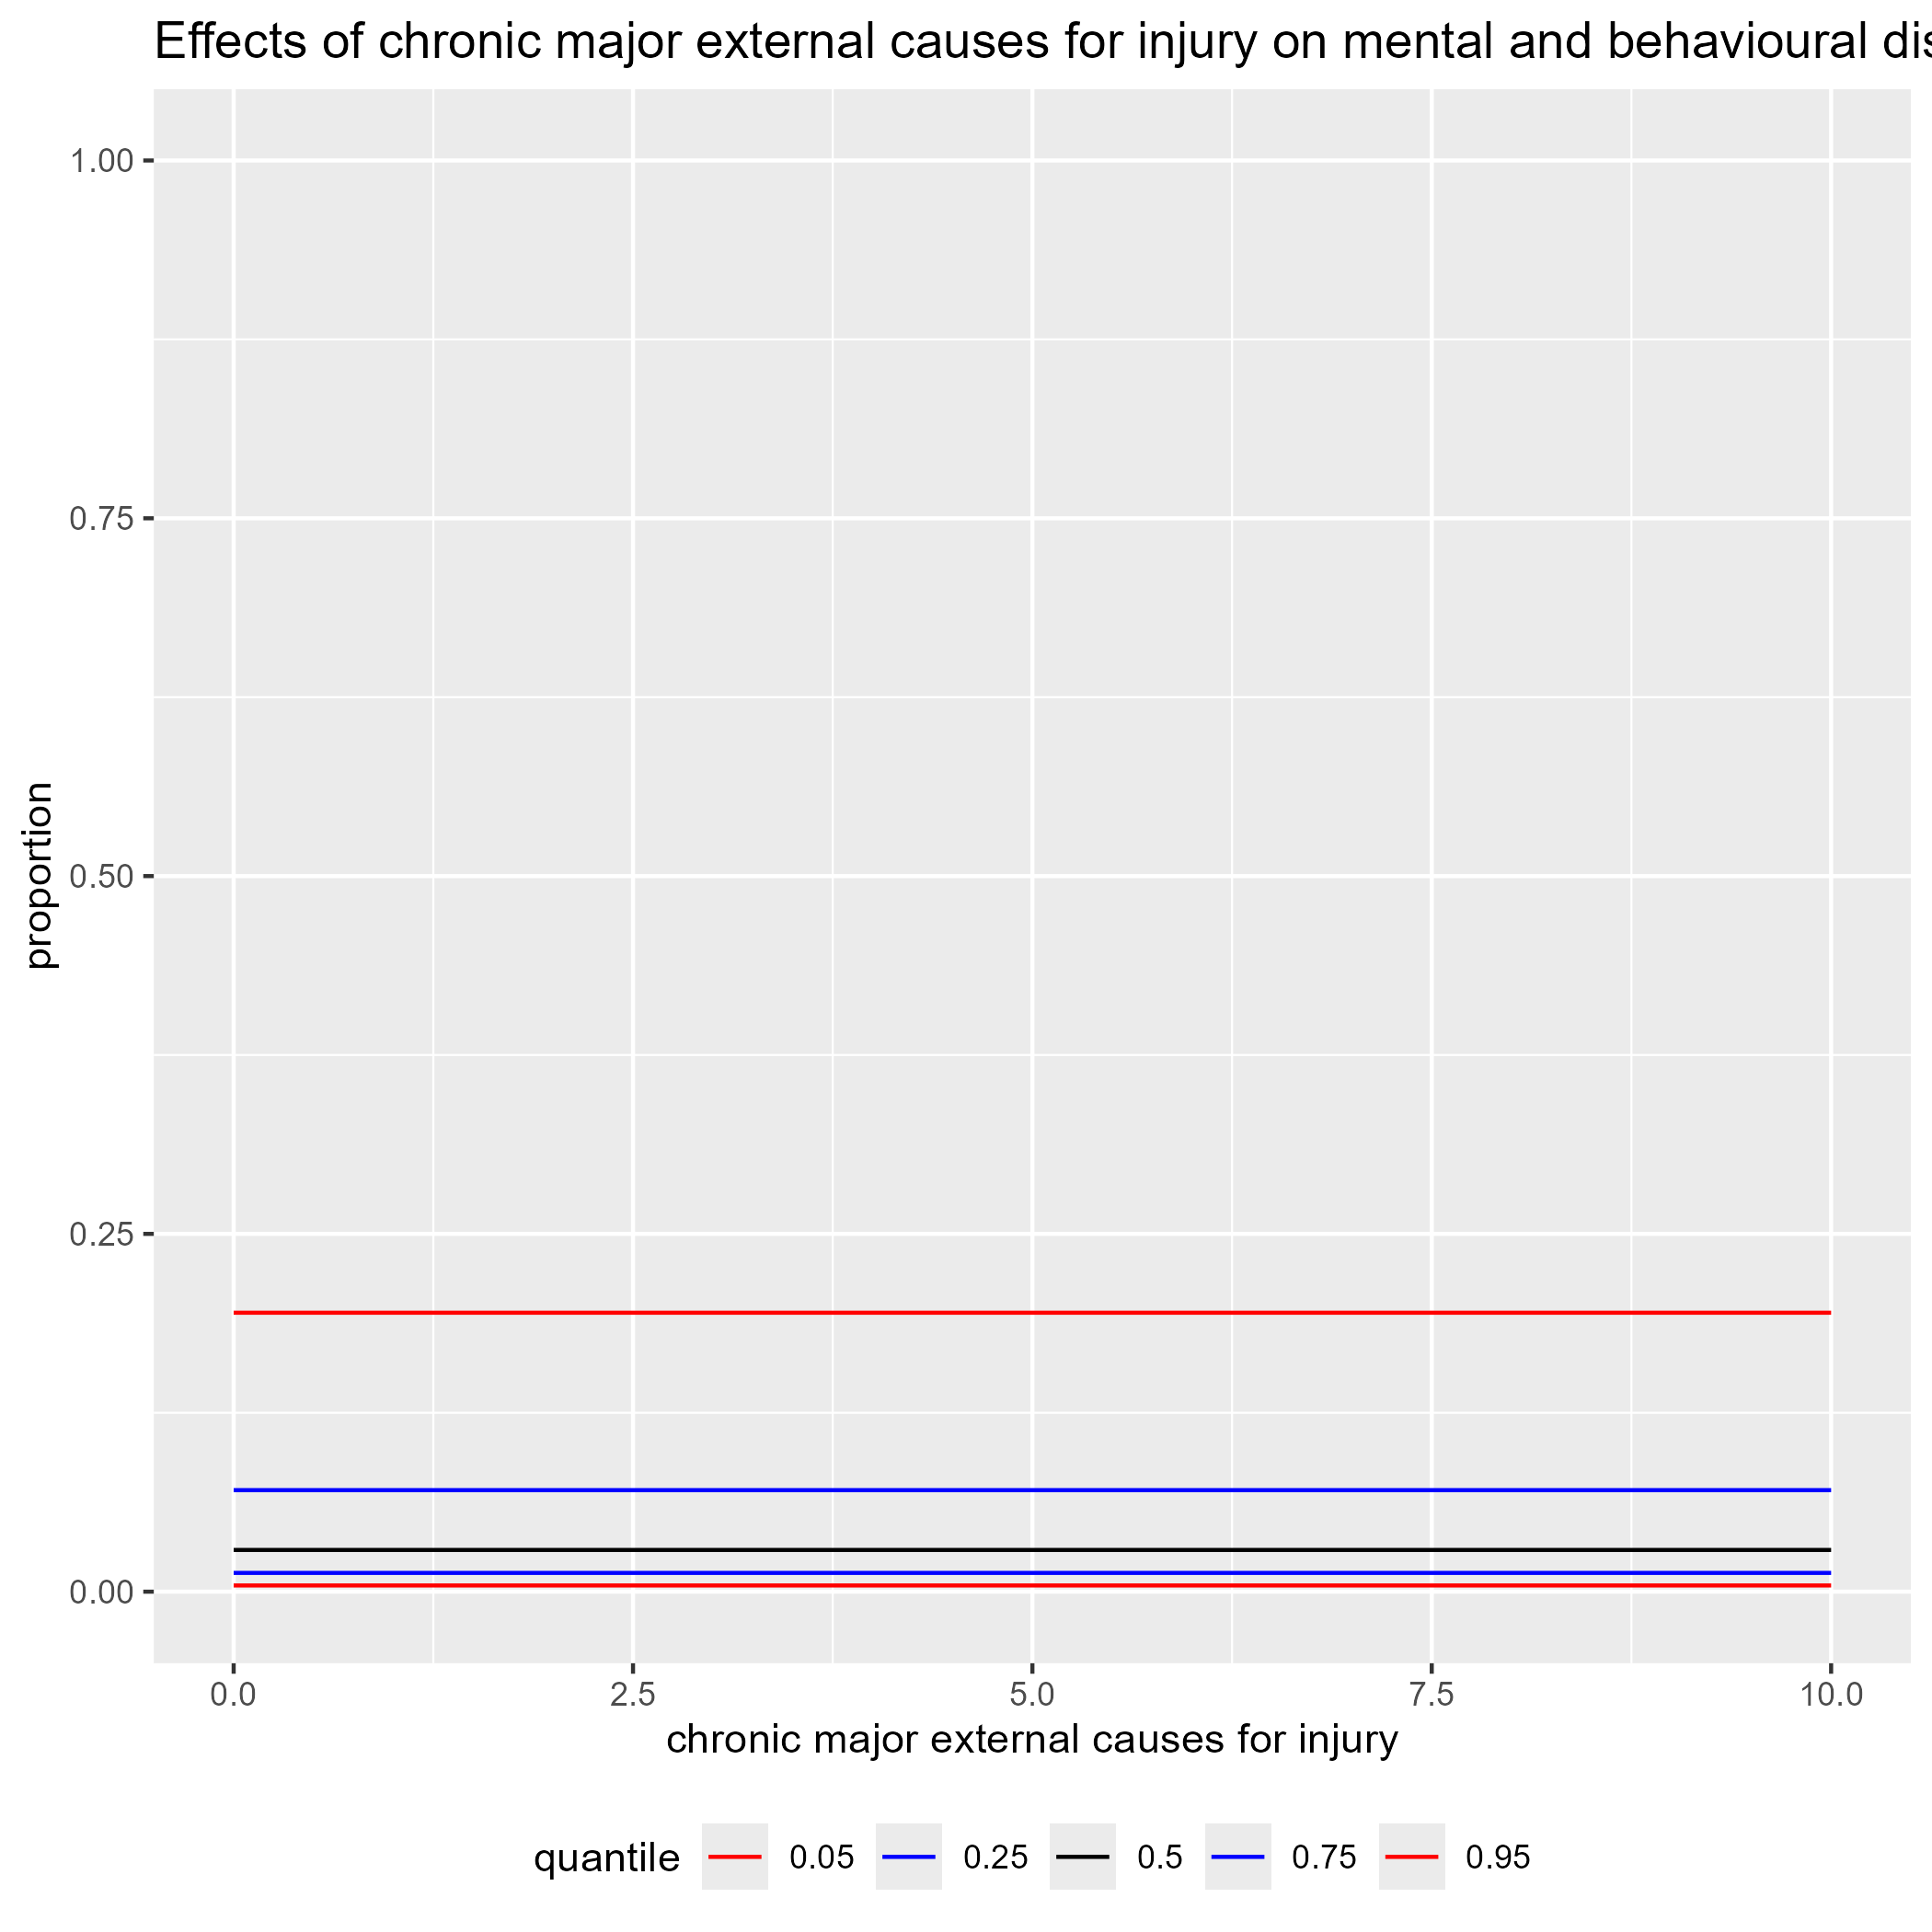 Effects of chronic major external causes for injury on mental and behavioural
1.00
0.75
0.50
0.25
0.00
proportion
0.0 2.5 5.0 7.5 10.0
chronic major external causes for injury
quantile 0.05 0.25 0.5 0.75 0.95